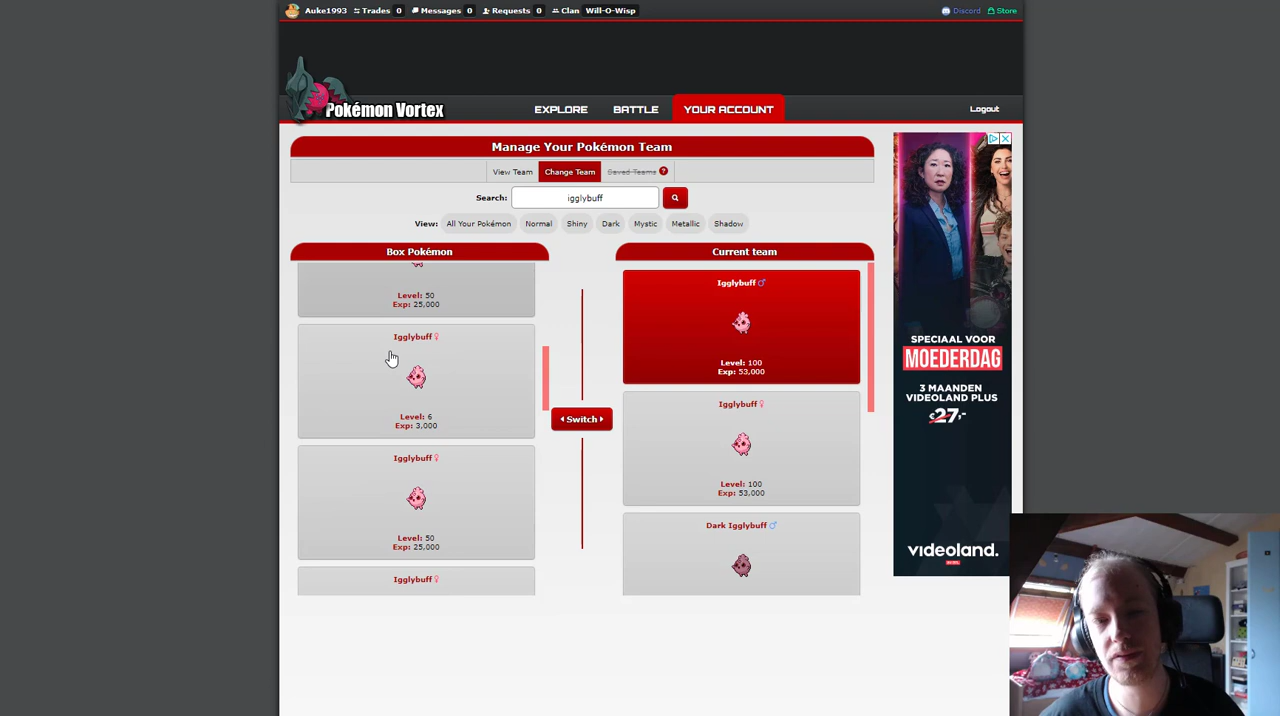 Auke1993 Trades 0 Messages 0 Requests 0 Clan Will-O-Wisp Discord Store
Pokémon Vortex
EXPLORE BATTLE YOUR ACCOUNT Logout
Manage Your Pokémon Team
View Team Change Team Saved Teams ?
Search: igglybuff
View: All Your Pokémon Normal Shiny Dark Mystic Metallic Shadow
Box Pokémon
Level: 50
Exp: 25,000
Igglybuff ♀
Level: 6
Exp: 3,000
Igglybuff ♀
Level: 50
Exp: 25,000
Igglybuff ♀
Switch
Current team
Igglybuff ♂
Level: 100
Exp: 53,000
Igglybuff ♀
Level: 100
Exp: 53,000
Dark Igglybuff ♂
SPECIAAL VOOR
MOEDERDAG
3 MAANDEN
VIDEOLAND PLUS
€27,-
videoland.